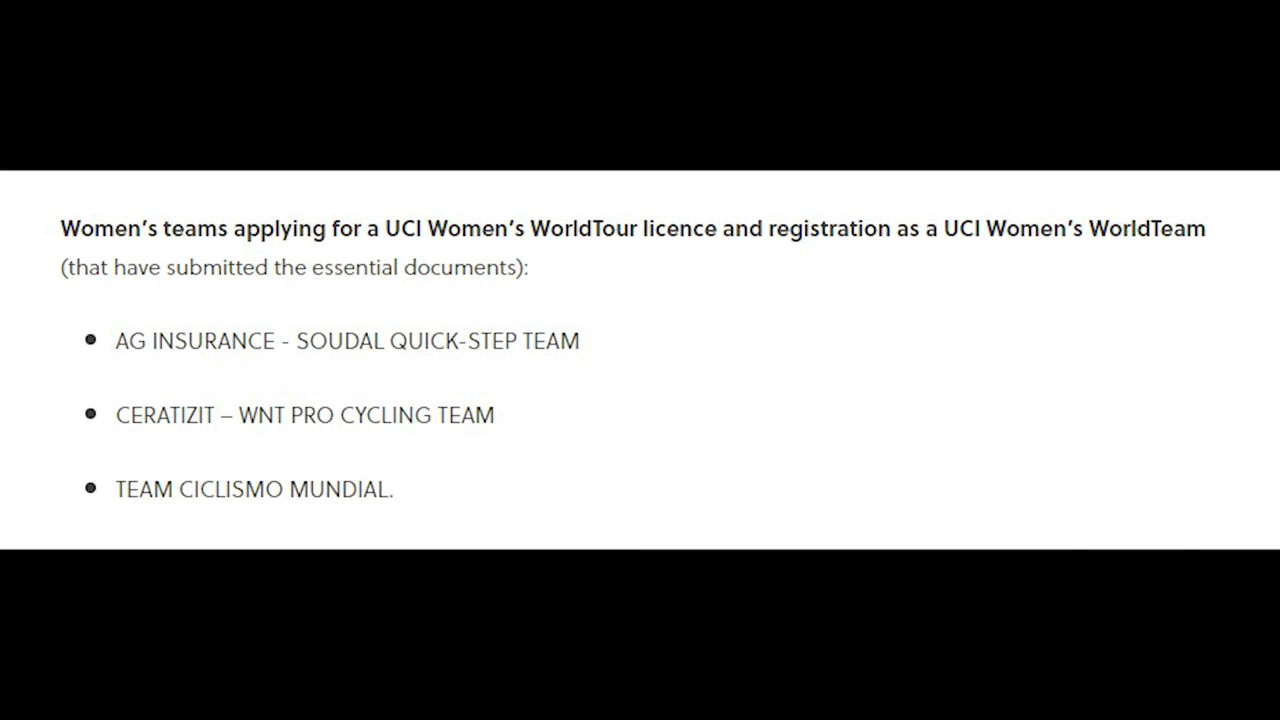 Women’s teams applying for a UCI Women’s WorldTour licence and registration as a UCI Women’s WorldTeam
(that have submitted the essential documents):
● AG INSURANCE - SOUDAL QUICK-STEP TEAM
● CERATIZIT – WNT PRO CYCLING TEAM
● TEAM CICLISMO MUNDIAL.